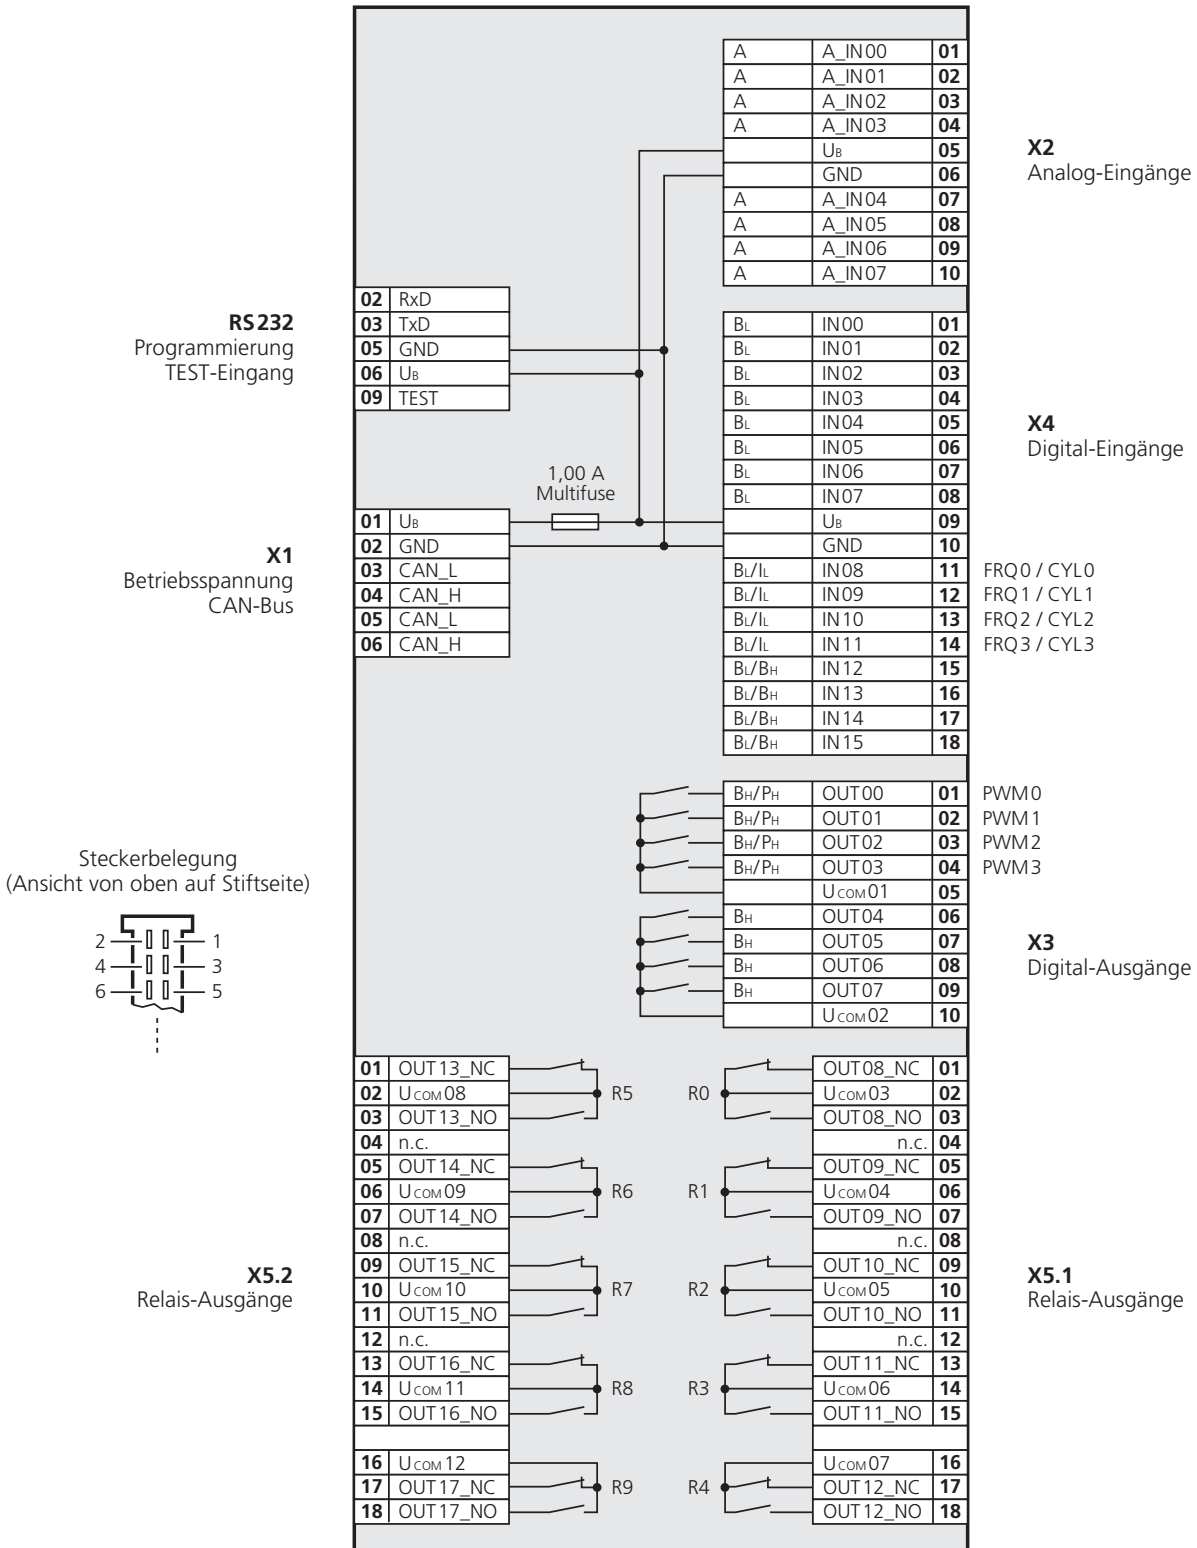 A A_IN00 01
A A_IN01 02
A A_IN02 03
A A_IN03 04
UB 05
GND 06
A A_IN04 07
A A_IN05 08
A A_IN06 09
A A_IN07 10
X2
Analog-Eingänge
RS232
Programmierung
TEST-Eingang
02 RxD
03 TxD
05 GND
06 UB
09 TEST
BL IN00 01
BL IN01 02
BL IN02 03
BL IN03 04
BL IN04 05
BL IN05 06
BL IN06 07
BL IN07 08
UB 09
GND 10
BL/IL IN08 11 FRQ0 / CYL0
BL/IL IN09 12 FRQ1 / CYL1
BL/IL IN10 13 FRQ2 / CYL2
BL/IL IN11 14 FRQ3 / CYL3
BL/BH IN12 15
BL/BH IN13 16
BL/BH IN14 17
BL/BH IN15 18
X4
Digital-Eingänge
1,00 A
Multifuse
X1
Betriebsspannung
CAN-Bus
01 UB
02 GND
03 CAN_L
04 CAN_H
05 CAN_L
06 CAN_H
BH/PH OUT00 01 PWM0
BH/PH OUT01 02 PWM1
BH/PH OUT02 03 PWM2
BH/PH OUT03 04 PWM3
UCOM01 05
BH OUT04 06
BH OUT05 07
BH OUT06 08
BH OUT07 09
UCOM02 10
X3
Digital-Ausgänge
Steckerbelegung
(Ansicht von oben auf Stiftseite)
2 1
4 3
6 5
X5.2
Relais-Ausgänge
01 OUT13_NC
02 UCOM08 R5
03 OUT13_NO
04 n.c.
05 OUT14_NC
06 UCOM09 R6
07 OUT14_NO
08 n.c.
09 OUT15_NC
10 UCOM10 R7
11 OUT15_NO
12 n.c.
13 OUT16_NC
14 UCOM11 R8
15 OUT16_NO
16 UCOM12
17 OUT17_NC R9
18 OUT17_NO
OUT08_NC 01
R0 UCOM03 02
OUT08_NO 03
n.c. 04
OUT09_NC 05
R1 UCOM04 06
OUT09_NO 07
n.c. 08
OUT10_NC 09
R2 UCOM05 10
OUT10_NO 11
n.c. 12
OUT11_NC 13
R3 UCOM06 14
OUT11_NO 15
UCOM07 16
R4 OUT12_NC 17
OUT12_NO 18
X5.1
Relais-Ausgänge